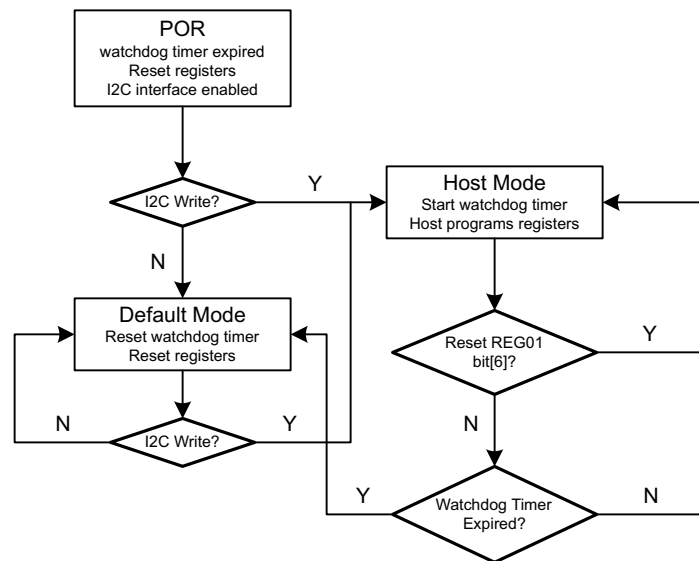 POR
watchdog timer expired
Reset registers
I2C interface enabled
I2C Write?
Y
N
Host Mode
Start watchdog timer
Host programs registers
Default Mode
Reset watchdog timer
Reset registers
I2C Write?
N
Y
Reset REG01
bit[6]?
Y
N
Watchdog Timer
Expired?
Y
N